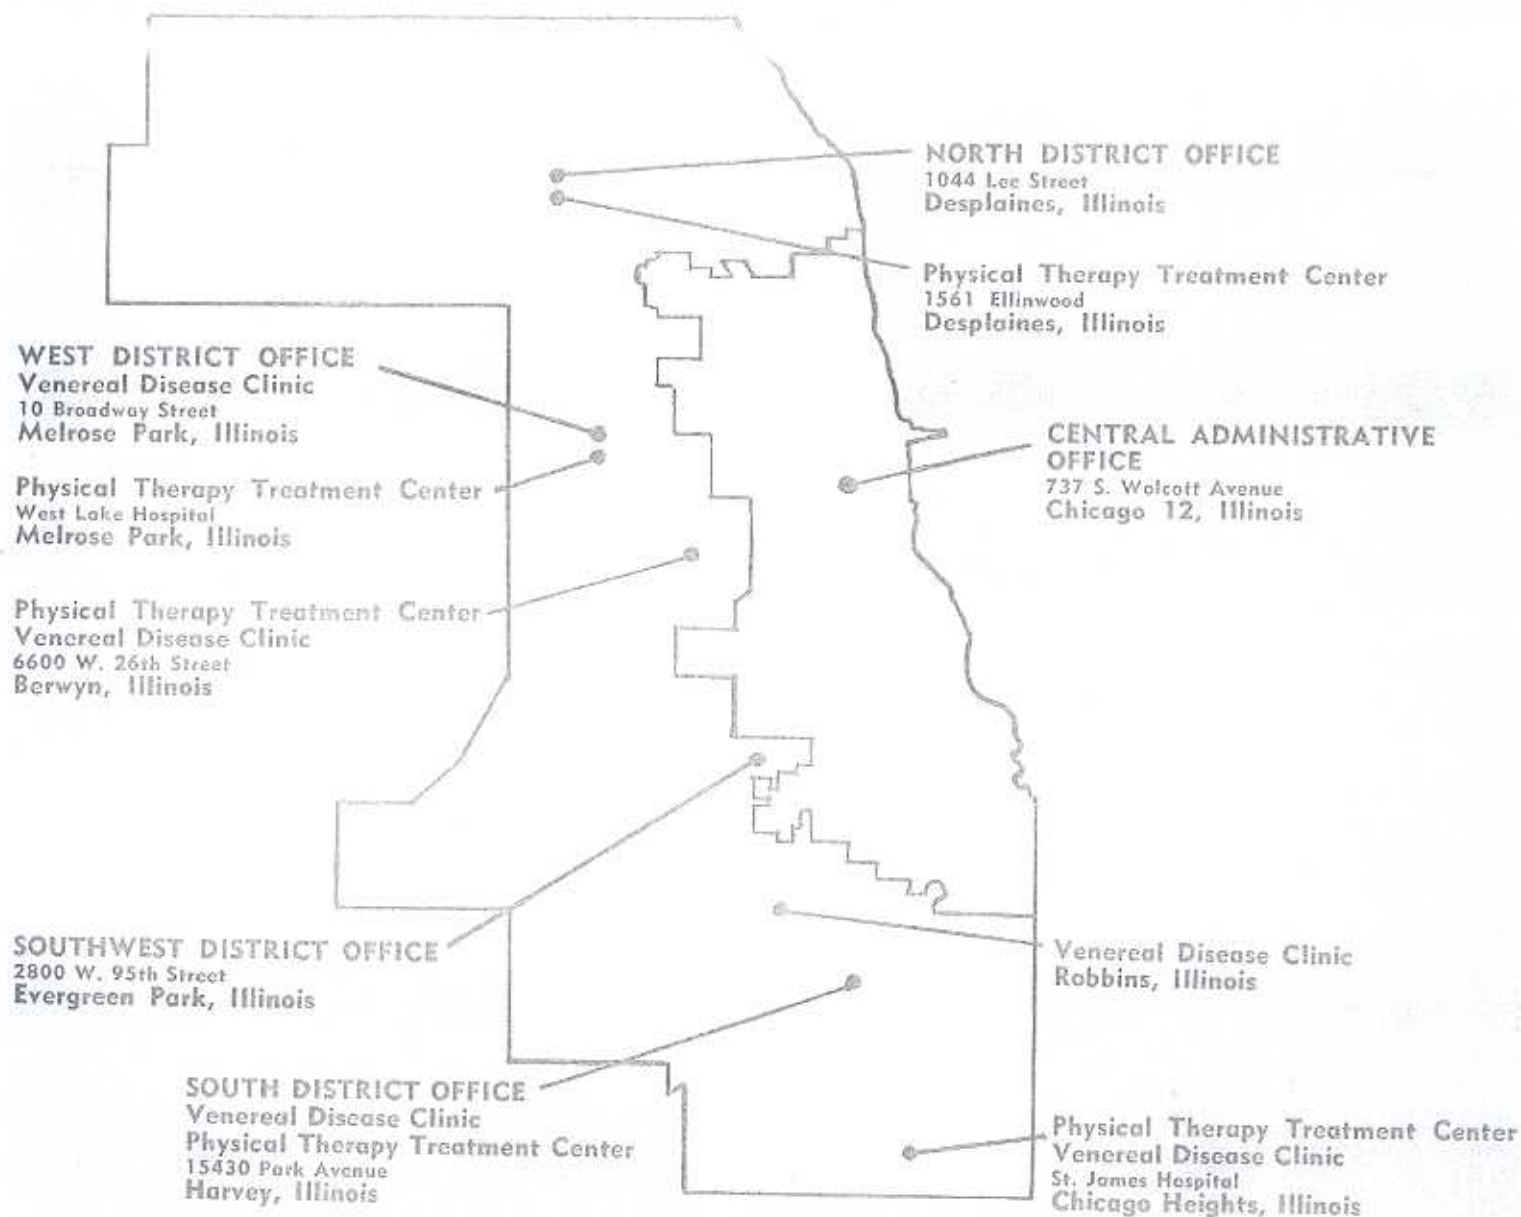 NORTH DISTRICT OFFICE
1044 Lee Street
Desplaines, Illinois
Physical Therapy Treatment Center
1561 Ellinwood
Desplaines, Illinois
WEST DISTRICT OFFICE
Venereal Disease Clinic
10 Broadway Street
Melrose Park, Illinois
Physical Therapy Treatment Center
West Lake Hospital
Melrose Park, Illinois
Physical Therapy Treatment Center
Venereal Disease Clinic
6600 W. 26th Street
Berwyn, Illinois
CENTRAL ADMINISTRATIVE
OFFICE
737 S. Wolcott Avenue
Chicago 12, Illinois
SOUTHWEST DISTRICT OFFICE
2800 W. 95th Street
Evergreen Park, Illinois
Venereal Disease Clinic
Robbins, Illinois
SOUTH DISTRICT OFFICE
Venereal Disease Clinic
Physical Therapy Treatment Center
15430 Park Avenue
Harvey, Illinois
Physical Therapy Treatment Center
Venereal Disease Clinic
St. James Hospital
Chicago Heights, Illinois